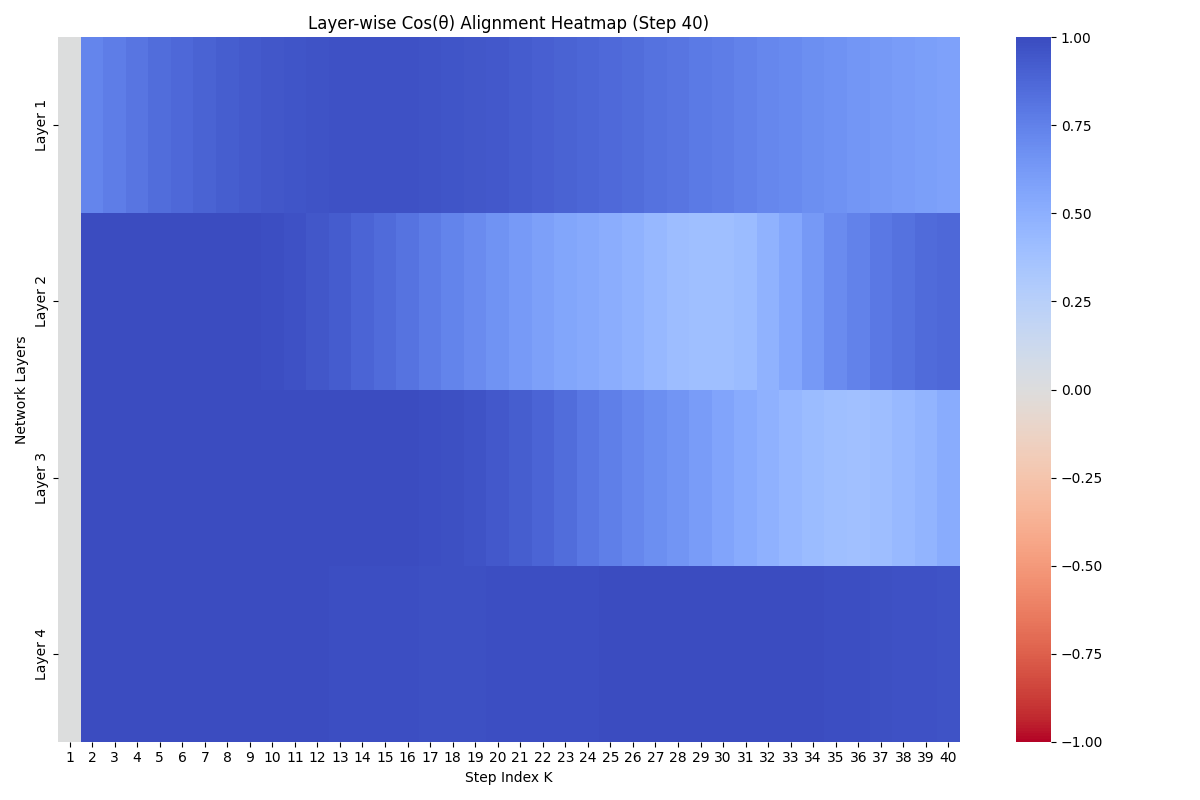 Layer-wise Cos(θ) Alignment Heatmap (Step 40)
Network Layers
Layer 1
Layer 2
Layer 3
Layer 4
1 2 3 4 5 6 7 8 9 10 11 12 13 14 15 16 17 18 19 20 21 22 23 24 25 26 27 28 29 30 31 32 33 34 35 36 37 38 39 40
Step Index K
1.00
0.75
0.50
0.25
0.00
−0.25
−0.50
−0.75
−1.00